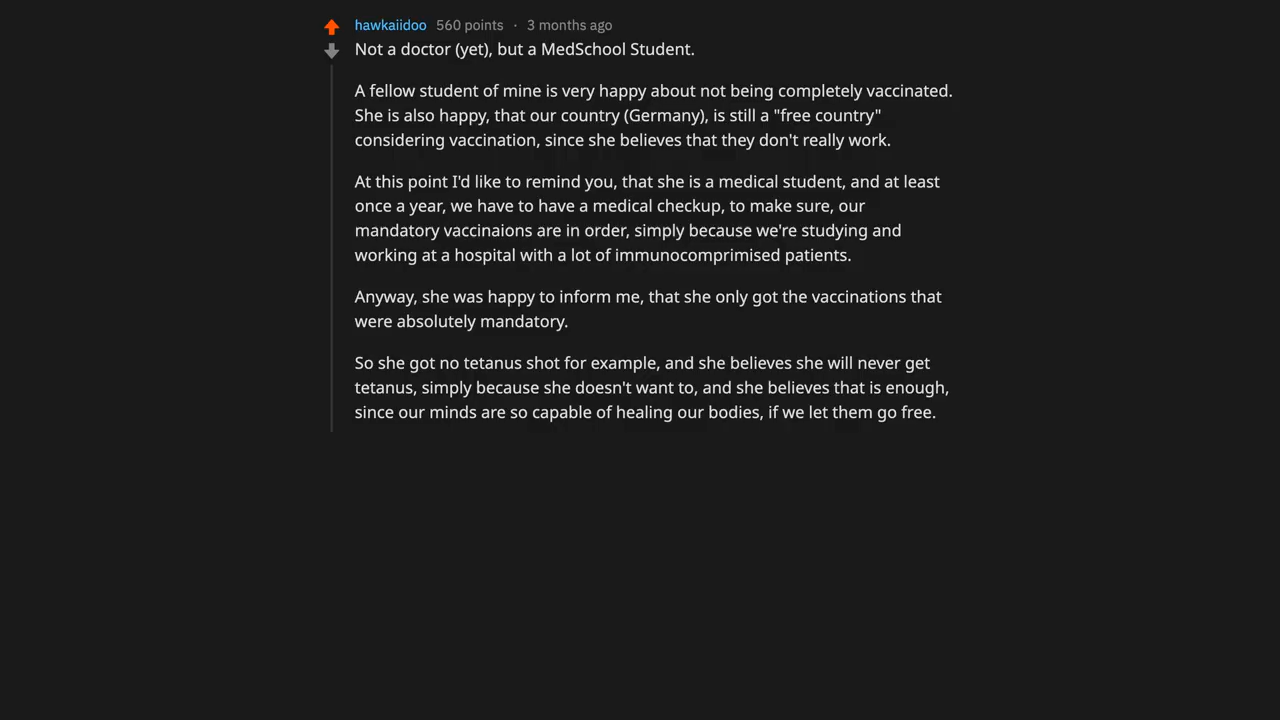 hawkaiidoo 560 points · 3 months ago
Not a doctor (yet), but a MedSchool Student.
A fellow student of mine is very happy about not being completely vaccinated.
She is also happy, that our country (Germany), is still a "free country"
considering vaccination, since she believes that they don't really work.
At this point I'd like to remind you, that she is a medical student, and at least
once a year, we have to have a medical checkup, to make sure, our
mandatory vaccinaions are in order, simply because we're studying and
working at a hospital with a lot of immunocomprimised patients.
Anyway, she was happy to inform me, that she only got the vaccinations that
were absolutely mandatory.
So she got no tetanus shot for example, and she believes she will never get
tetanus, simply because she doesn't want to, and she believes that is enough,
since our minds are so capable of healing our bodies, if we let them go free.